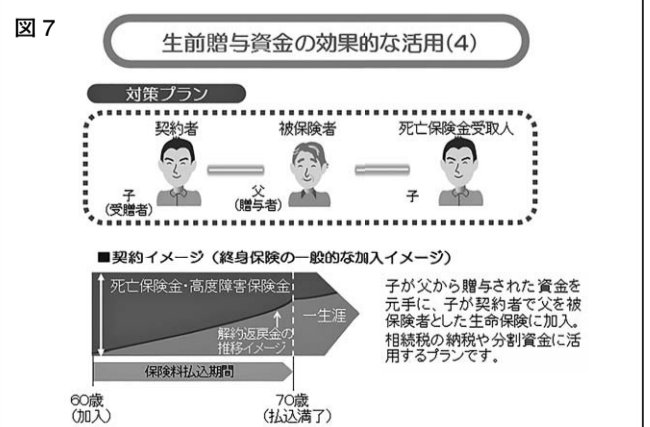 図7
生前贈与資金の効果的な活用(4)
対策プラン
契約者
被保険者
死亡保険金受取人
子
(受贈者)
父
(贈与者)
子
■契約イメージ（終身保険の一般的な加入イメージ）
死亡保険金・高度障害保険金
解約返戻金の
推移イメージ
一生涯
保険料払込期間
60歳
(加入)
70歳
(払込満了)
子が父から贈与された資金を
元手に、子が契約者で父を被
保険者とした生命保険に加入。
相続税の納税や分割資金に活
用するプランです。